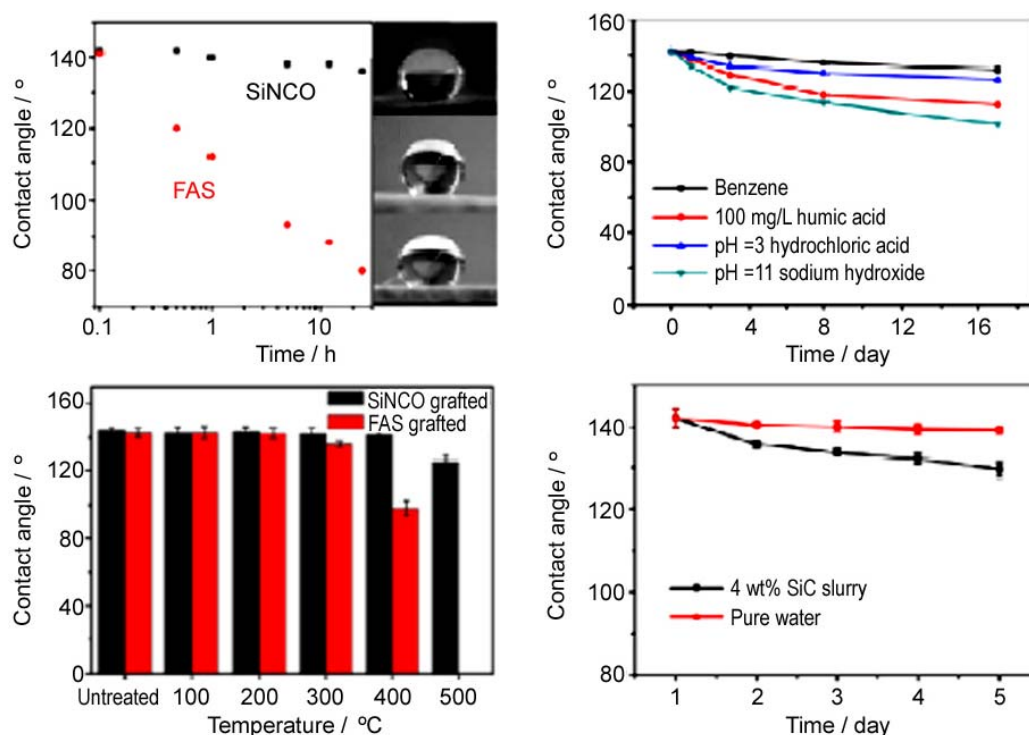 Contact angle / º
140
120
100
80
SiNCO
FAS
0.1
1
10
Time / h
Contact angle / º
160
120
80
40
0
Benzene
100 mg/L humic acid
pH =3 hydrochloric acid
pH =11 sodium hydroxide
0
4
8
12
16
Time / day
Contact angle / º
160
120
80
40
0
SiNCO grafted
FAS grafted
Untreated
100
200
300
400
500
Temperature / ºC
Contact angle / º
140
120
100
80
4 wt% SiC slurry
Pure water
1
2
3
4
5
Time / day